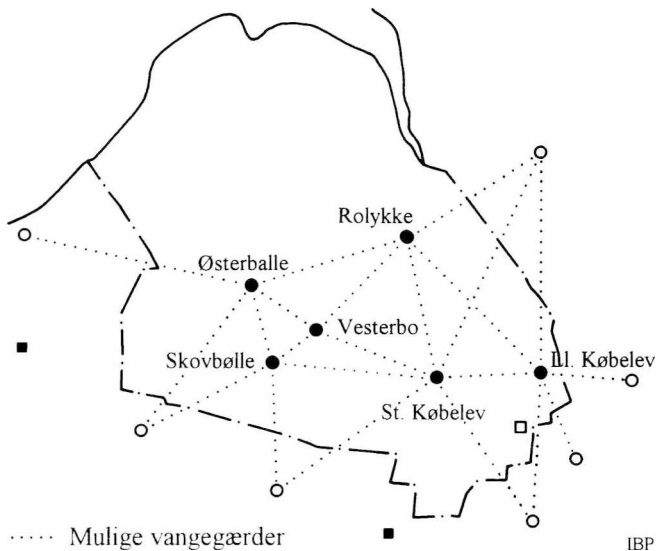 Rolykke
Østerballe
Vesterbo
Skovbølle
Ll. Købelev
St. Købelev
Mulige vangegærder
IBP